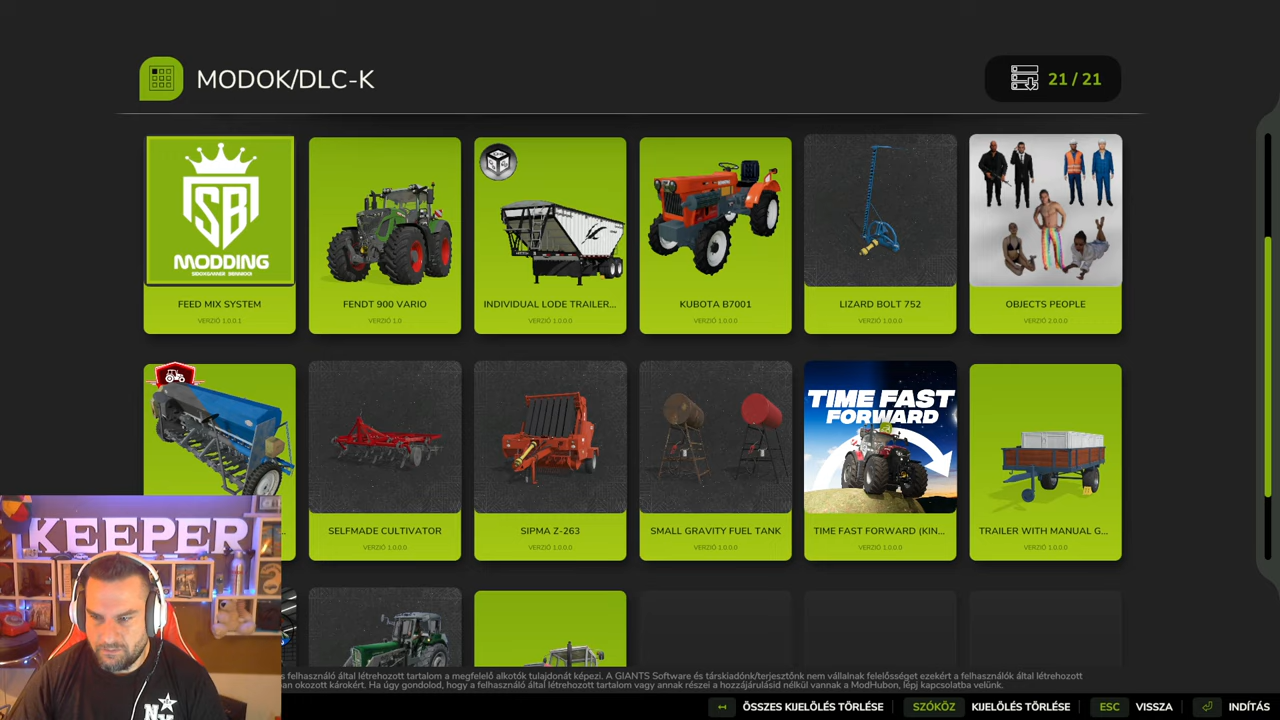 MODOK/DLC-K
21 / 21
SB
MODDING
FEED MIX SYSTEM
VERZIÓ 1.0.0.1
FENDT 900 VARIO
VERZIÓ 1.0
INDIVIDUAL LODE TRAILER...
VERZIÓ 1.0.0.0
KUBOTA B7001
VERZIÓ 1.0.0.0
LIZARD BOLT 752
VERZIÓ 1.0.0.0
OBJECTS PEOPLE
VERZIÓ 2.0.0.0
SELFMADE CULTIVATOR
VERZIÓ 1.0.0.0
SIPMA Z-263
VERZIÓ 1.0.0.0
SMALL GRAVITY FUEL TANK
VERZIÓ 1.0.0.0
TIME FAST
FORWARD
TIME FAST FORWARD (KIN...
VERZIÓ 1.0.0.0
TRAILER WITH MANUAL G...
VERZIÓ 1.0.0.0
KEEPER
NY
felhasználó által létrehozott tartalom a megfelelő alkotók tulajdonát képezi. A GIANTS Software és társkiadónk/terjesztőnk nem vállalnak felelősséget ezekért a felhasználók által létrehozott
okozott károkért. Ha úgy gondolod, hogy a felhasználó által létrehozott tartalom vagy annak részei a hozzájárulásid nélkül vannak a ModHubon, lépj kapcsolatba velünk.
ÖSSZES KIJELÖLÉS TÖRLÉSE
SZÓKÖZ KIJELÖLÉS TÖRLÉSE
ESC VISSZA
INDÍTÁS